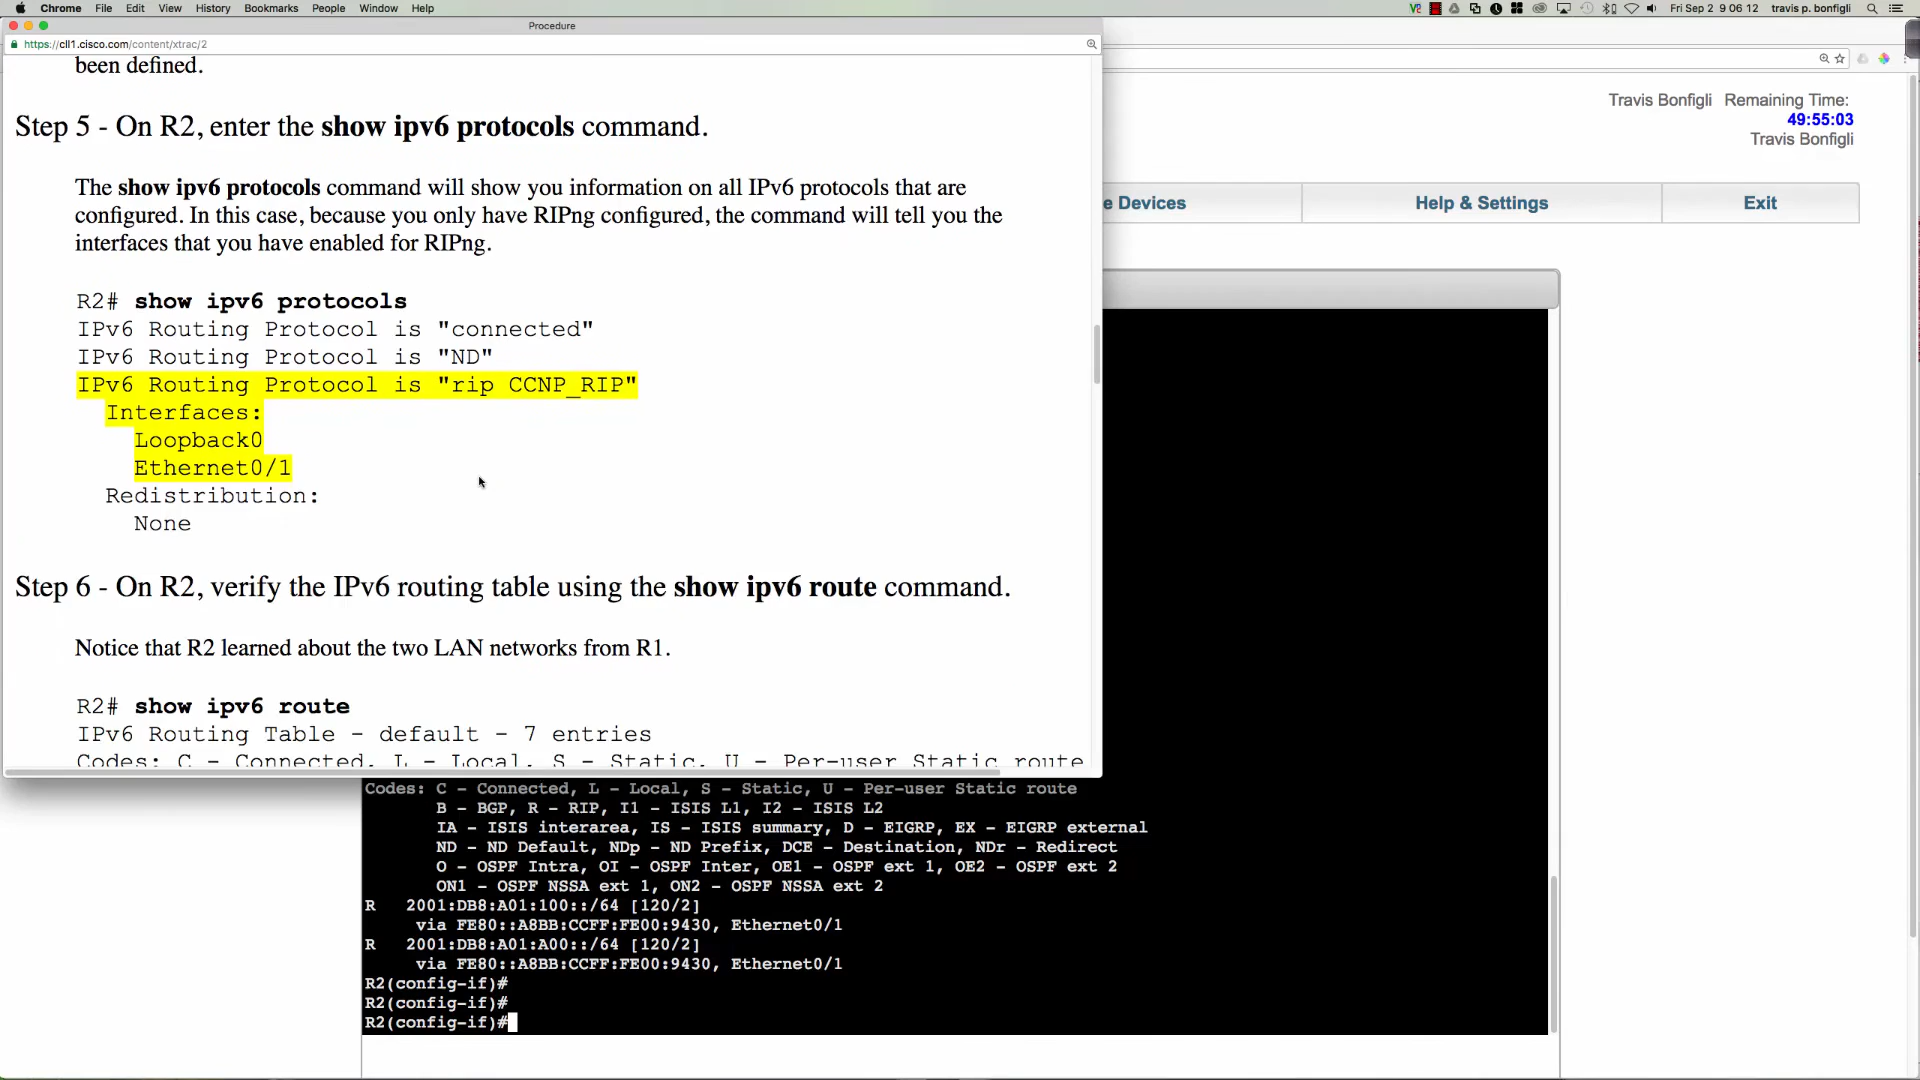 Chrome File Edit View History Bookmarks People Window Help
Fri Sep 2 9 06 12 travis p. bonfigli
Procedure
https://cll1.cisco.com/content/xtrac/2
been defined.
Step 5 - On R2, enter the show ipv6 protocols command.
The show ipv6 protocols command will show you information on all IPv6 protocols that are
configured. In this case, because you only have RIPng configured, the command will tell you the
interfaces that you have enabled for RIPng.
R2# show ipv6 protocols
IPv6 Routing Protocol is "connected"
IPv6 Routing Protocol is "ND"
IPv6 Routing Protocol is "rip CCNP_RIP"
Interfaces:
Loopback0
Ethernet0/1
Redistribution:
None
Step 6 - On R2, verify the IPv6 routing table using the show ipv6 route command.
Notice that R2 learned about the two LAN networks from R1.
R2# show ipv6 route
IPv6 Routing Table - default - 7 entries
Codes: C - Connected, L - Local, S - Static, U - Per-user Static route
Travis Bonfigli Remaining Time:
49:55:03
Travis Bonfigli
e Devices
Help & Settings
Exit
Codes: C - Connected, L - Local, S - Static, U - Per-user Static route
B - BGP, R - RIP, I1 - ISIS L1, I2 - ISIS L2
IA - ISIS interarea, IS - ISIS summary, D - EIGRP, EX - EIGRP external
ND - ND Default, NDp - ND Prefix, DCE - Destination, NDr - Redirect
O - OSPF Intra, OI - OSPF Inter, OE1 - OSPF ext 1, OE2 - OSPF ext 2
ON1 - OSPF NSSA ext 1, ON2 - OSPF NSSA ext 2
R 2001:DB8:A01:100::/64 [120/2]
via FE80::A8BB:CCFF:FE00:9430, Ethernet0/1
R 2001:DB8:A01:A00::/64 [120/2]
via FE80::A8BB:CCFF:FE00:9430, Ethernet0/1
R2(config-if)#
R2(config-if)#
R2(config-if)#